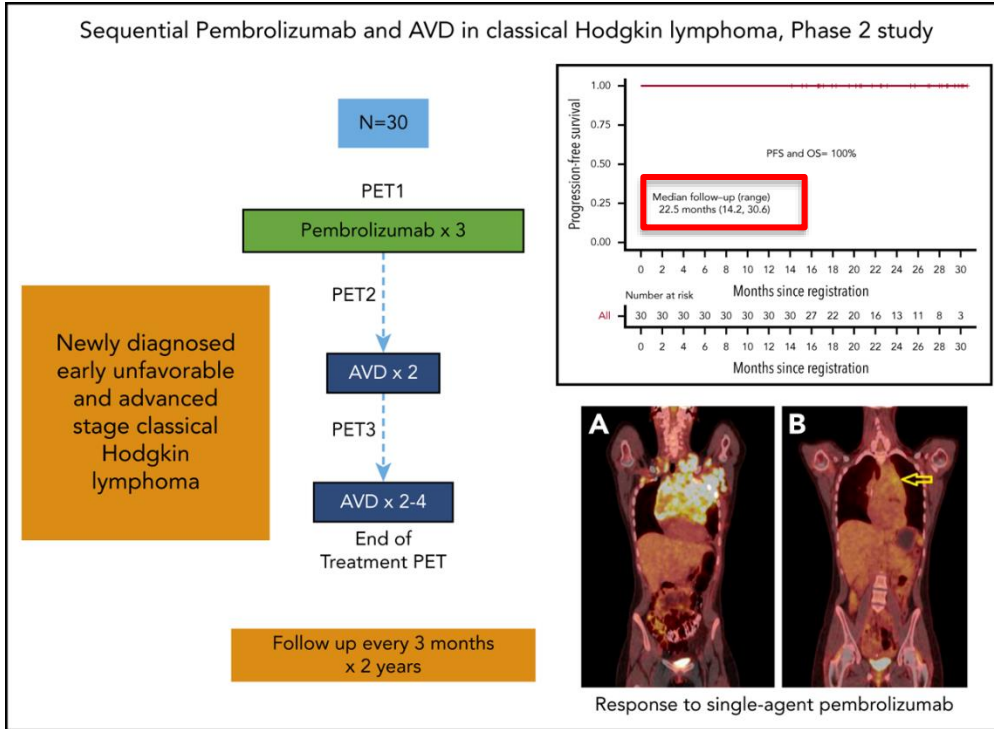 Sequential Pembrolizumab and AVD in classical Hodgkin lymphoma, Phase 2 study
N=30
PET1
Pembrolizumab x 3
PET2
AVD x 2
PET3
AVD x 2-4
End of
Treatment PET
Newly diagnosed
early unfavorable
and advanced
stage classical
Hodgkin
lymphoma
Follow up every 3 months
x 2 years
Progression-free survival
1.00
0.75
0.50
0.25
0.00
PFS and OS= 100%
Median follow-up (range)
22.5 months (14.2, 30.6)
0 2 4 6 8 10 12 14 16 18 20 22 24 26 28 30
Months since registration
Number at risk
All 30 30 30 30 30 30 30 30 27 22 20 16 13 11 8 3
0 2 4 6 8 10 12 14 16 18 20 22 24 26 28 30
Months since registration
A
B
Response to single-agent pembrolizumab